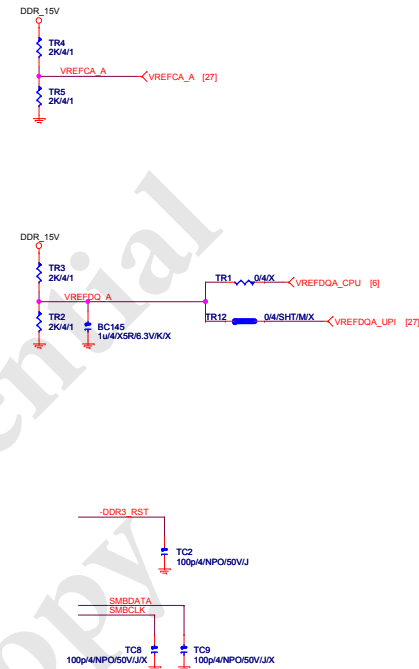 DDR_15V
TR4
2K/4/1
VREFCA_A
VREFCA_A [27]
TR5
2K/4/1
DDR_15V
TR3
2K/4/1
TR1 0/4/X
VREFDQA_CPU [6]
VREFDQ_A
TR2
2K/4/1
BC145
1u/4/X5R/6.3V/K/X
TR12 0/4/SHT/M/X
VREFDQA_UPI [27]
-DDR3_RST
TC2
100p/4/NPO/50V/J
SMBDATA
SMBCLK
TC8
100p/4/NPO/50V/J/X
TC9
100p/4/NPO/50V/J/X
ential
opy